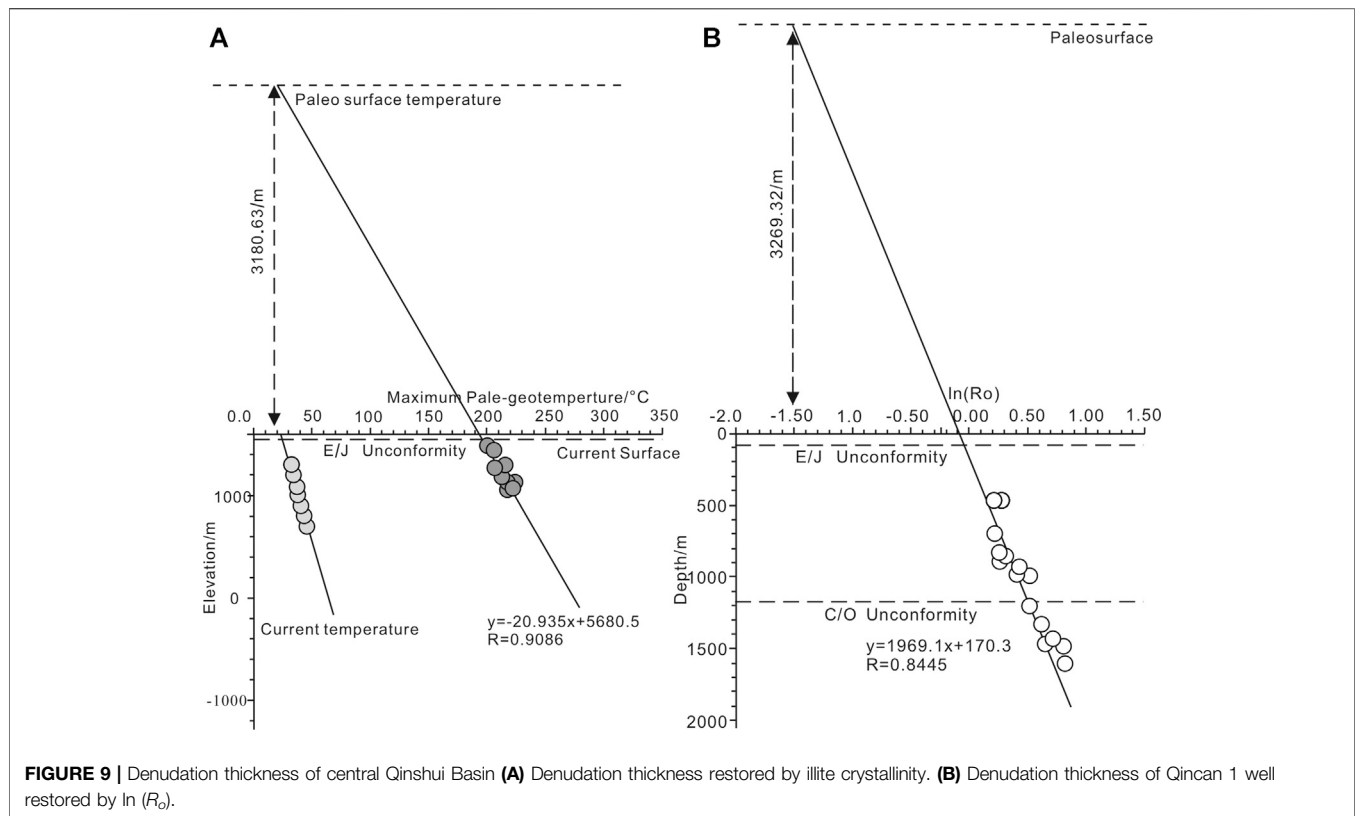 A
B
Paleosurface
Paleo surface temperature
3180.63/m
3269.32/m
Maximum Pale-geotemperture/°C
ln(Ro)
0.0 50 100 150 200 250 300 350
-2.0 -1.50 1.0 -0.50 0.00 0.50 1.00 1.50
E/J Unconformity
Current Surface
0
E/J Unconformity
500
1000
1000
Elevation/m
Depth/m
0
C/O Unconformity
Current temperature
y=-20.935x+5680.5
R=0.9086
y=1969.1x+170.3
R=0.8445
1500
-1000
2000
FIGURE 9 | Denudation thickness of central Qinshui Basin (A) Denudation thickness restored by illite crystallinity. (B) Denudation thickness of Qincan 1 well
restored by ln (Ro).